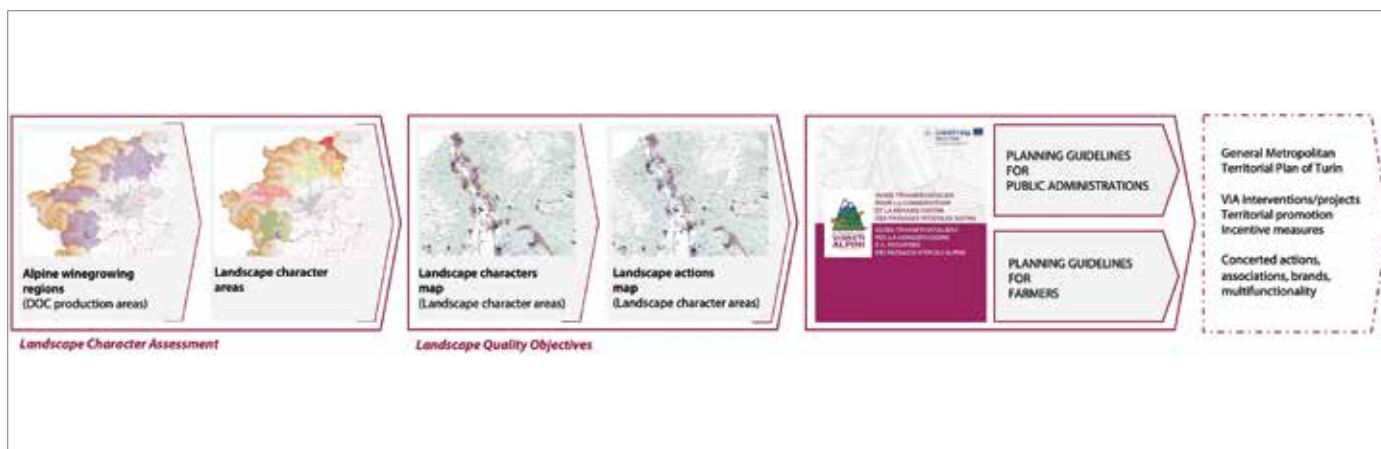 Alpine winegrowing
regions
(DOC production areas)
Landscape character
areas
Landscape Character Assessment
Landscape characters
map
(Landscape character areas)
Landscape actions
map
(Landscape character areas)
Landscape Quality Objectives
VIGNETI
ALPINI
PLANNING GUIDELINES
FOR
PUBLIC ADMINISTRATIONS
PLANNING GUIDELINES
FOR
FARMERS
General Metropolitan
Territorial Plan of Turin
VIA interventions/projects
Territorial promotion
Incentive measures
Concerted actions,
associations, brands,
multifunctionality